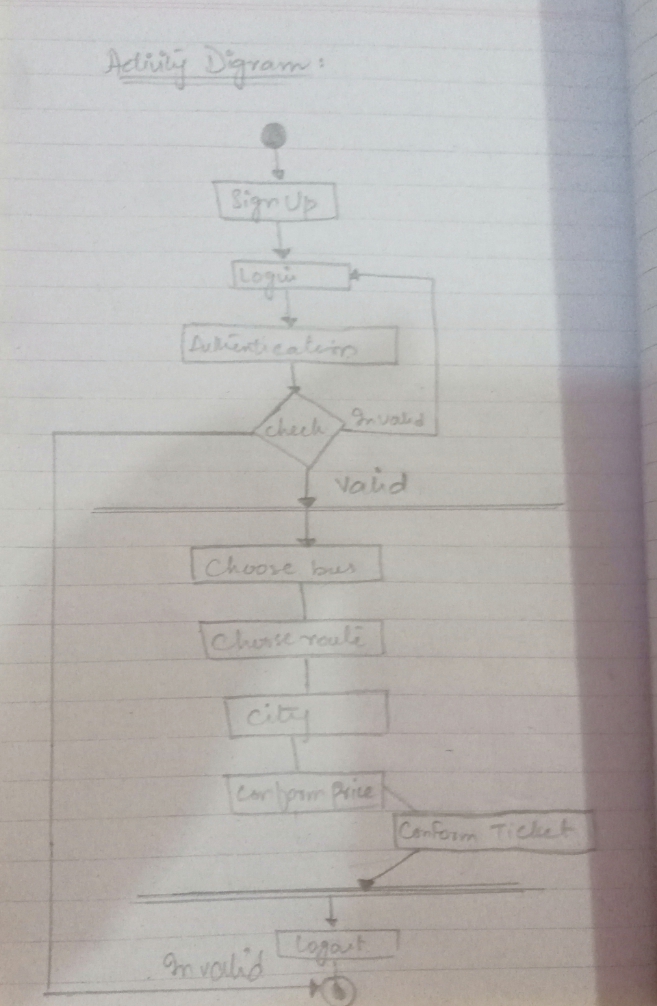 Activity Digram:
Sign Up
Login
Authentication
check
Invalid
Valid
Choose bus
Choose route
City
Conform Price
Conform Ticket
Logout
Invalid